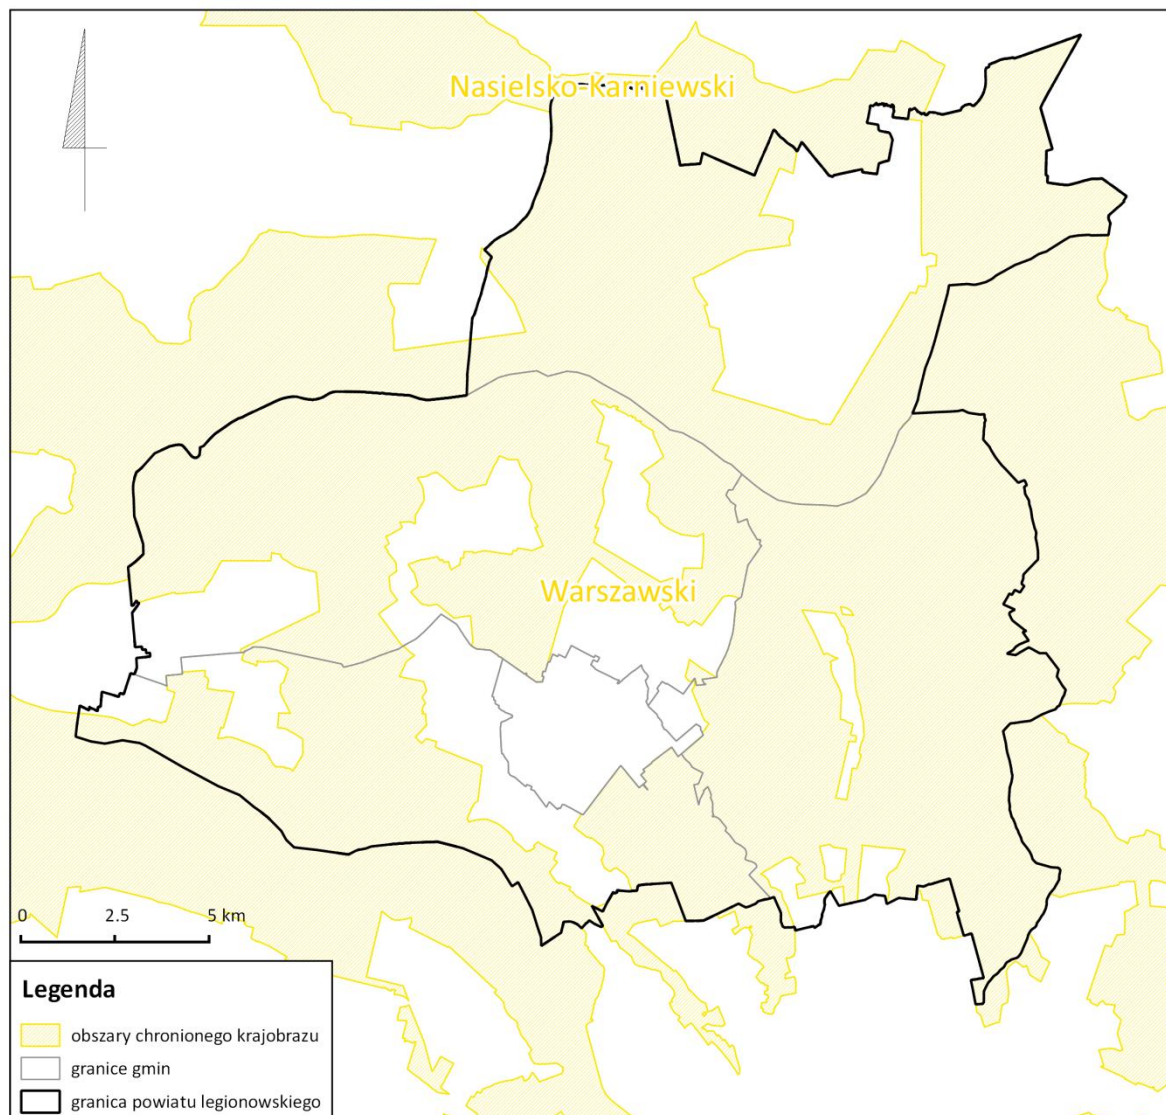 Nasielsko-Karniewski
Warszawski
0 2.5 5 km
Legenda
obszary chronionego krajobrazu
granice gmin
granica powiatu legionowskiego